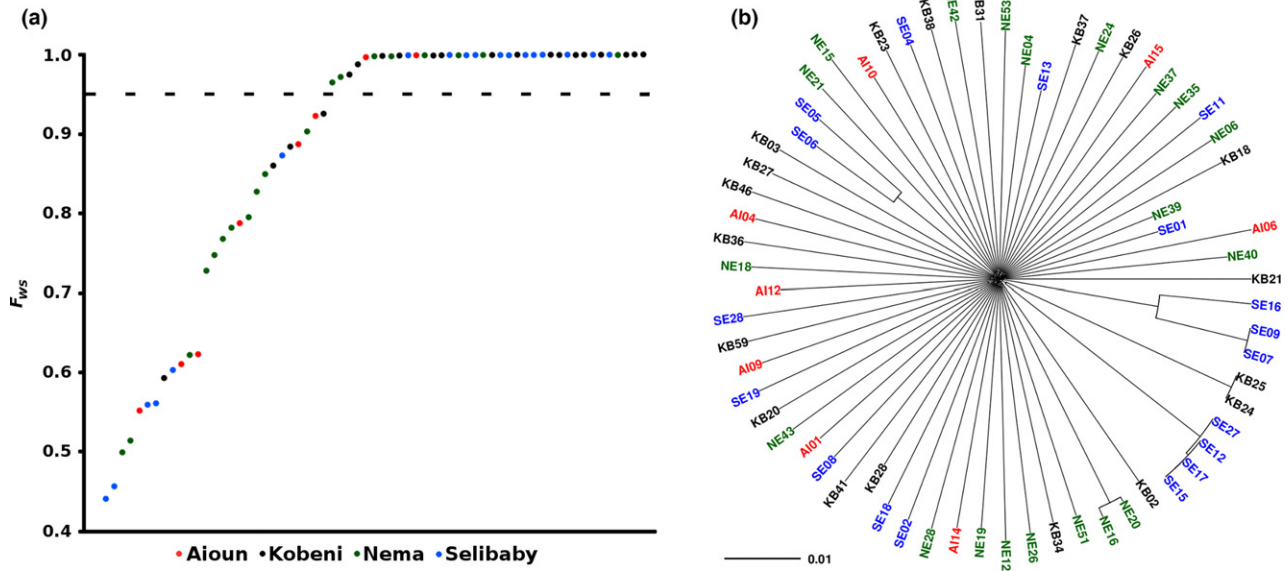 (a)
1.0
0.9
0.8
0.7
0.6
0.5
0.4
Fws
Aioun Kobeni Nema Selibaby
(b)
KB31
NE53
NE04
SE13
KB37
NE24
KB26
AI15
NE37
NE35
SE11
NE06
KB18
NE39
SE01
AI06
NE40
KB21
SE16
SE09
SE07
KB25
KB24
SE27
SE12
SE17
SE15
KB02
NE20
NE16
NE51
KB34
NE26
NE12
NE19
AI14
NE28
SE02
SE18
KB28
KB41
SE08
AI01
NE43
KB20
SE19
AI09
KB59
SE28
AI12
NE18
KB36
AI04
KB46
KB27
KB03
SE06
SE05
NE21
NE15
AI10
KB23
SE04
KB38
E42
0.01